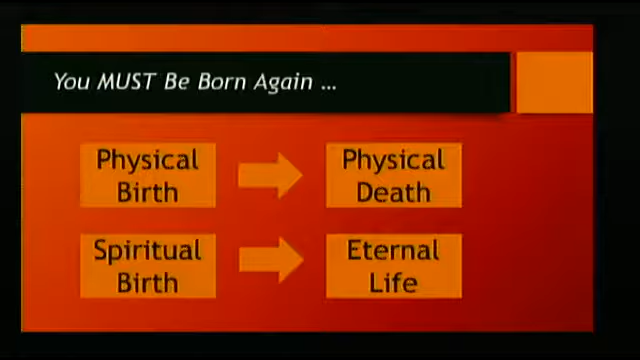 You MUST Be Born Again ...
Physical
Birth
Physical
Death
Spiritual
Birth
Eternal
Life